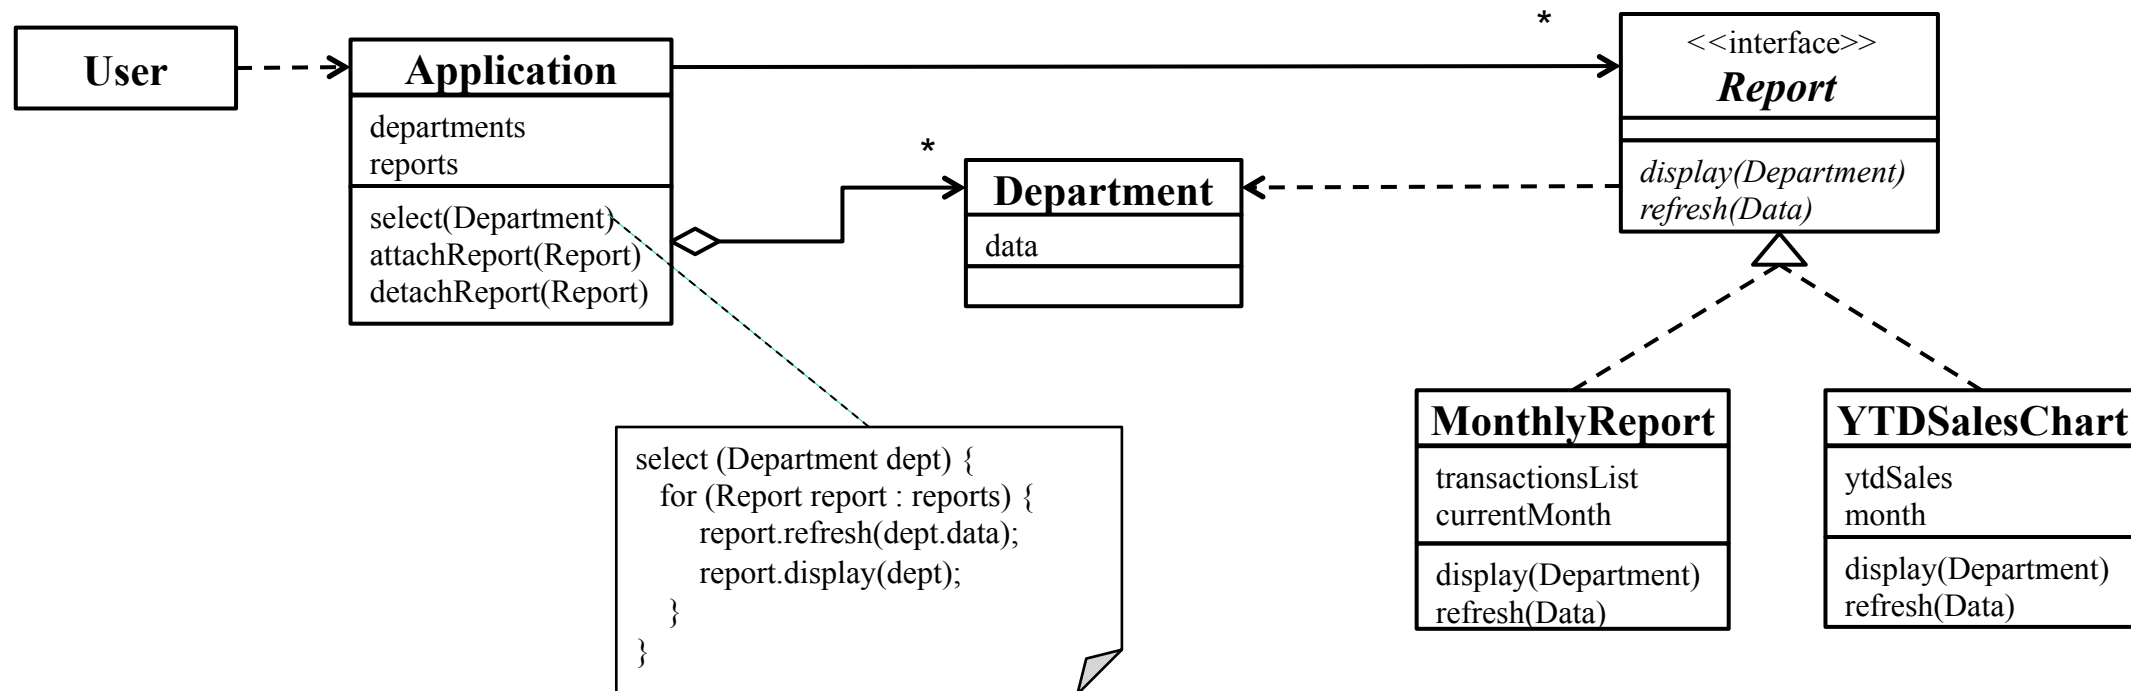 User
Application
departments
reports
select(Department)
attachReport(Report)
detachReport(Report)
*
Department
data
*
<<interface>>
Report
display(Department)
refresh(Data)
select (Department dept) {
for (Report report : reports) {
report.refresh(dept.data);
report.display(dept);
}
}
MonthlyReport
transactionsList
currentMonth
display(Department)
refresh(Data)
YTDSalesChart
ytdSales
month
display(Department)
refresh(Data)